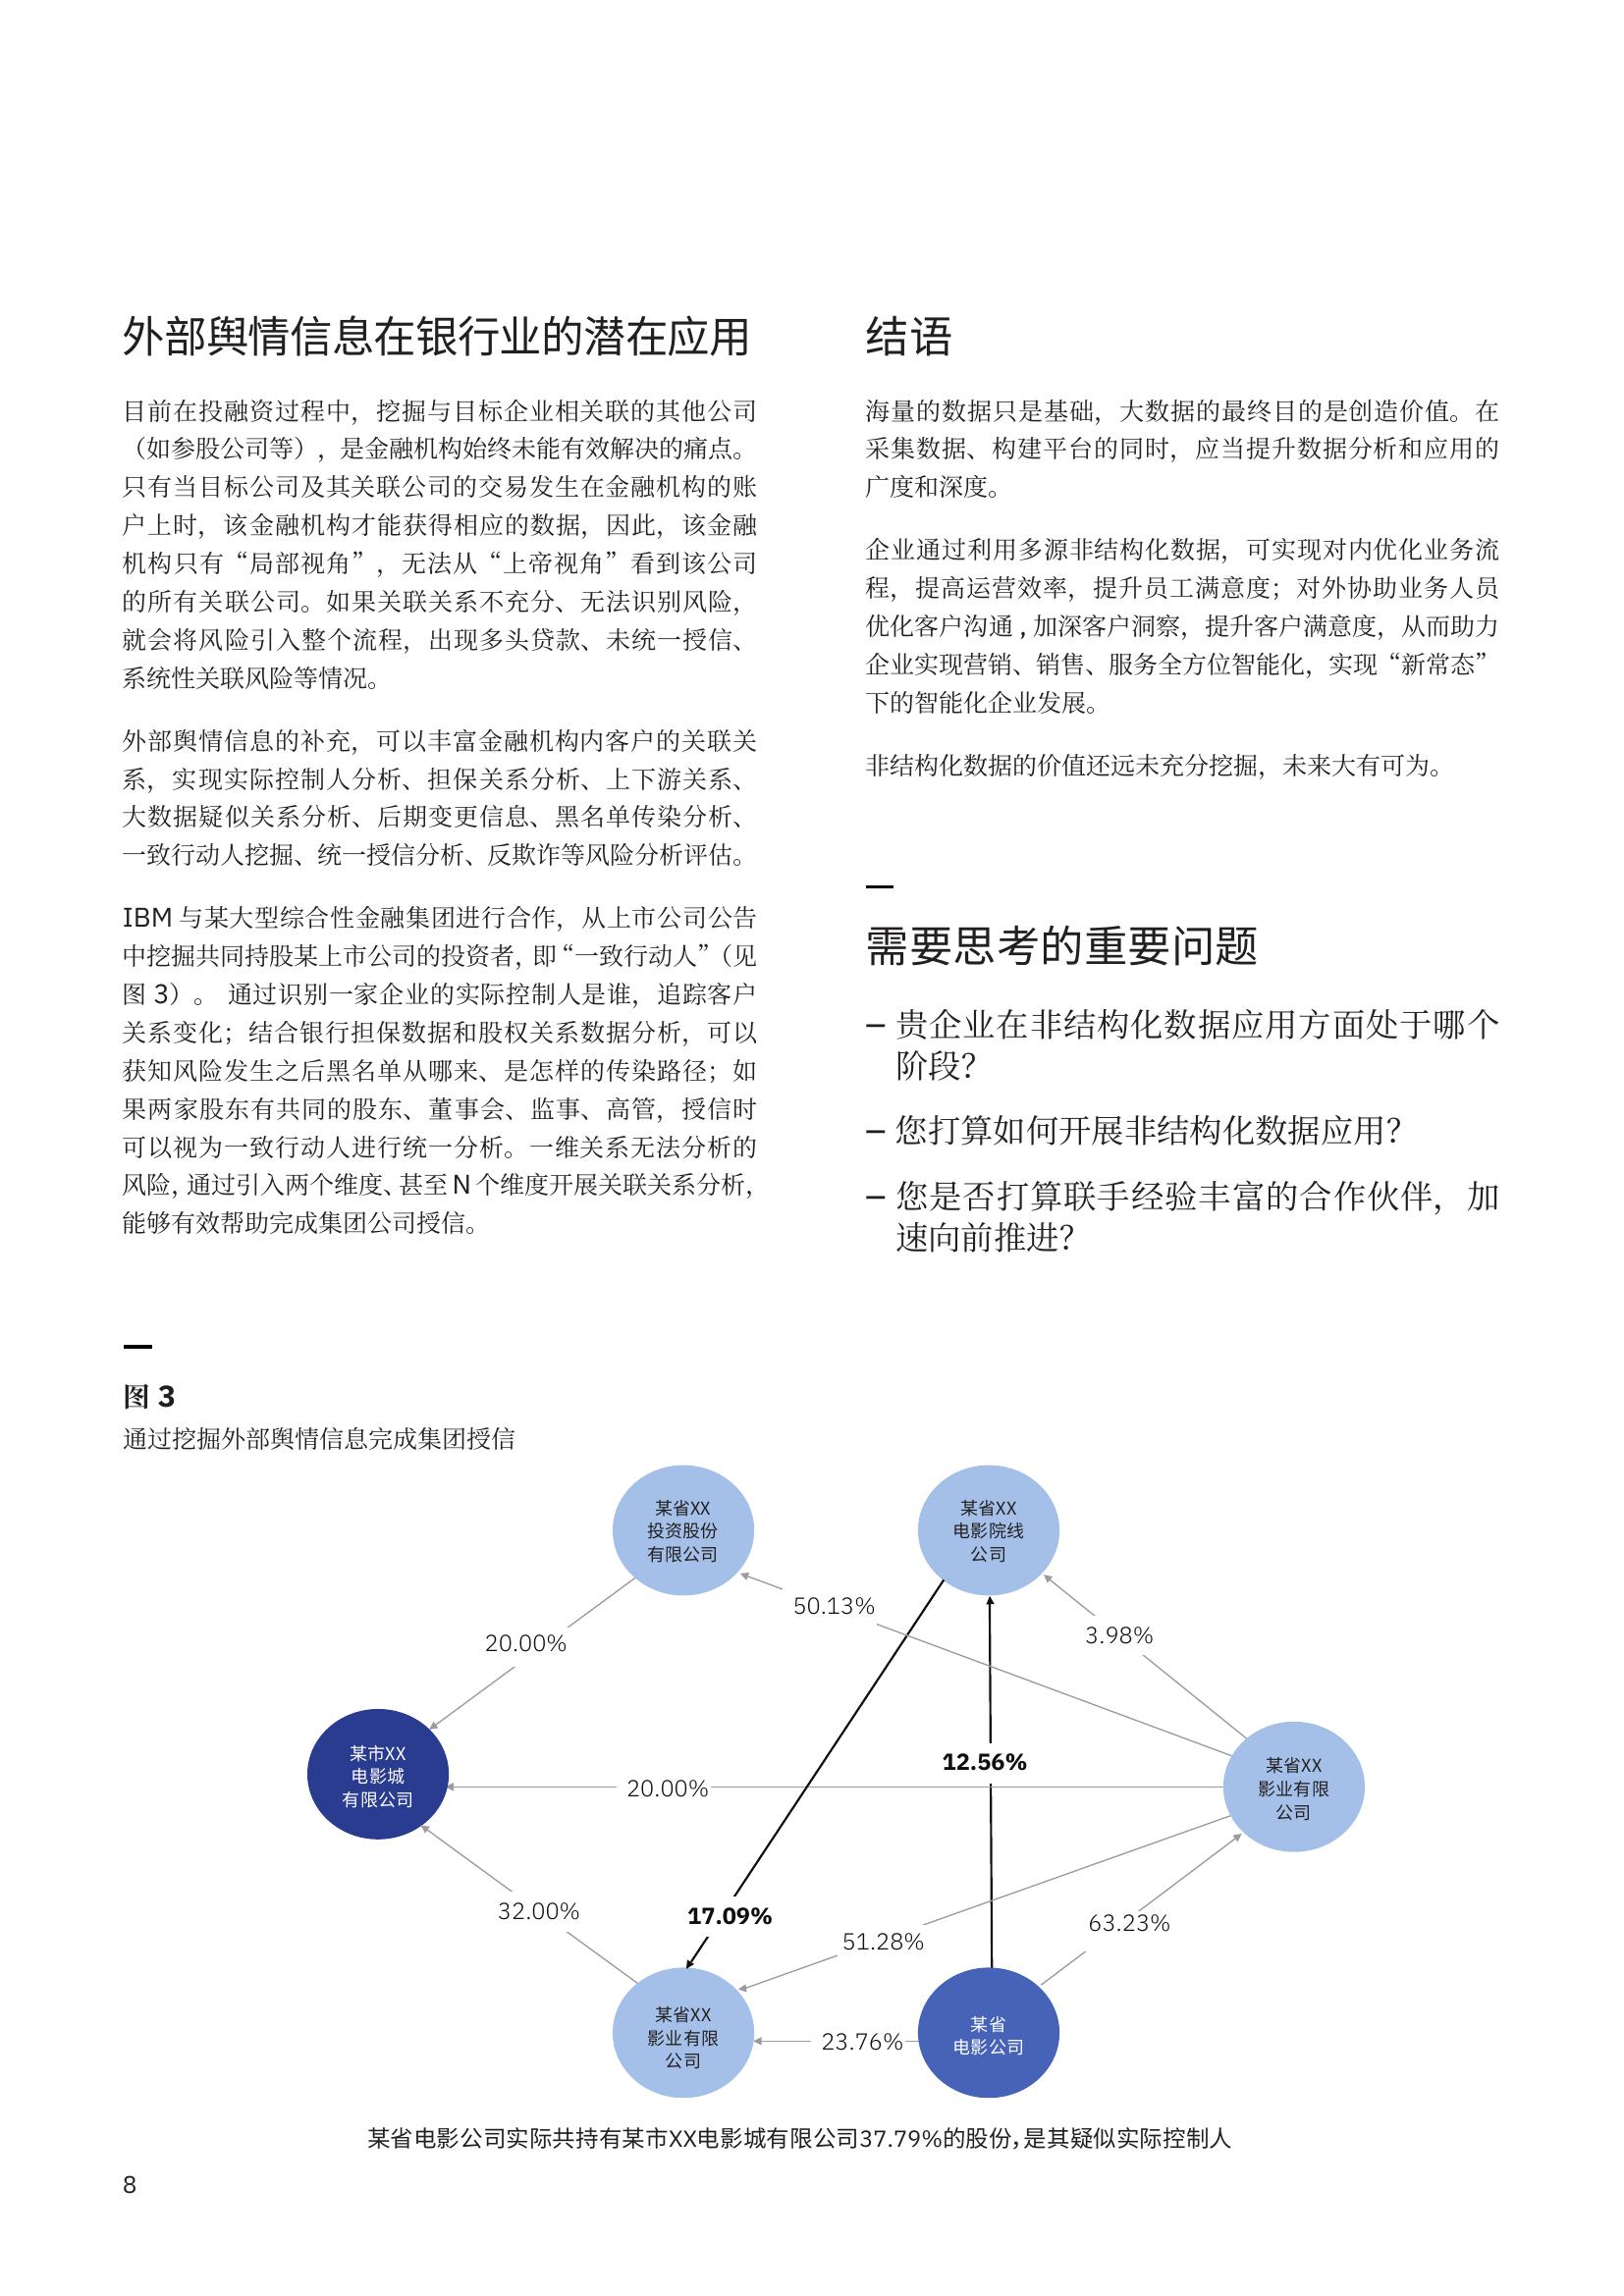 外部舆情信息在银行业的潜在应用
目前在投融资过程中，挖掘与目标企业相关联的其他公司
（如参股公司等），是金融机构始终未能有效解决的痛点。
只有当目标公司及其关联公司的交易发生在金融机构的账
户上时，该金融机构才能获得相应的数据，因此，该金融
机构只有“局部视角”，无法从“上帝视角”看到该公司
的所有关联公司。如果关联关系不充分、无法识别风险，
就会将风险引入整个流程，出现多头贷款、未统一授信、
系统性关联风险等情况。
外部舆情信息的补充，可以丰富金融机构内客户的关联关
系，实现实际控制人分析、担保关系分析、上下游关系、
大数据疑似关系分析、后期变更信息、黑名单传染分析、
一致行动人挖掘、统一授信分析、反欺诈等风险分析评估。
IBM 与某大型综合性金融集团进行合作，从上市公司公告
中挖掘共同持股某上市公司的投资者, 即 “一致行动人”（见
图 3）。 通过识别一家企业的实际控制人是谁，追踪客户
关系变化；结合银行担保数据和股权关系数据分析，可以
获知风险发生之后黑名单从哪来、是怎样的传染路径；如
果两家股东有共同的股东、董事会、监事、高管，授信时
可以视为一致行动人进行统一分析。一维关系无法分析的
风险, 通过引入两个维度、甚至 N 个维度开展关联关系分析，
能够有效帮助完成集团公司授信。
结语
海量的数据只是基础，大数据的最终目的是创造价值。在
采集数据、构建平台的同时，应当提升数据分析和应用的
广度和深度。
企业通过利用多源非结构化数据，可实现对内优化业务流
程，提高运营效率，提升员工满意度；对外协助业务人员
优化客户沟通 , 加深客户洞察，提升客户满意度，从而助力
企业实现营销、销售、服务全方位智能化，实现“新常态”
下的智能化企业发展。
非结构化数据的价值还远未充分挖掘，未来大有可为。
需要思考的重要问题
– 贵企业在非结构化数据应用方面处于哪个
阶段？
– 您打算如何开展非结构化数据应用？
– 您是否打算联手经验丰富的合作伙伴，加
速向前推进？
图 3
通过挖掘外部舆情信息完成集团授信
某省XX
投资股份
有限公司
某省XX
电影院线
公司
50.13%
3.98%
20.00%
某市XX
电影城
有限公司
12.56%
某省XX
影业有限
公司
20.00%
32.00%
17.09%
51.28%
63.23%
某省XX
影业有限
公司
23.76%
某省
电影公司
某省电影公司实际共持有某市XX电影城有限公司37.79%的股份，是其疑似实际控制人
8